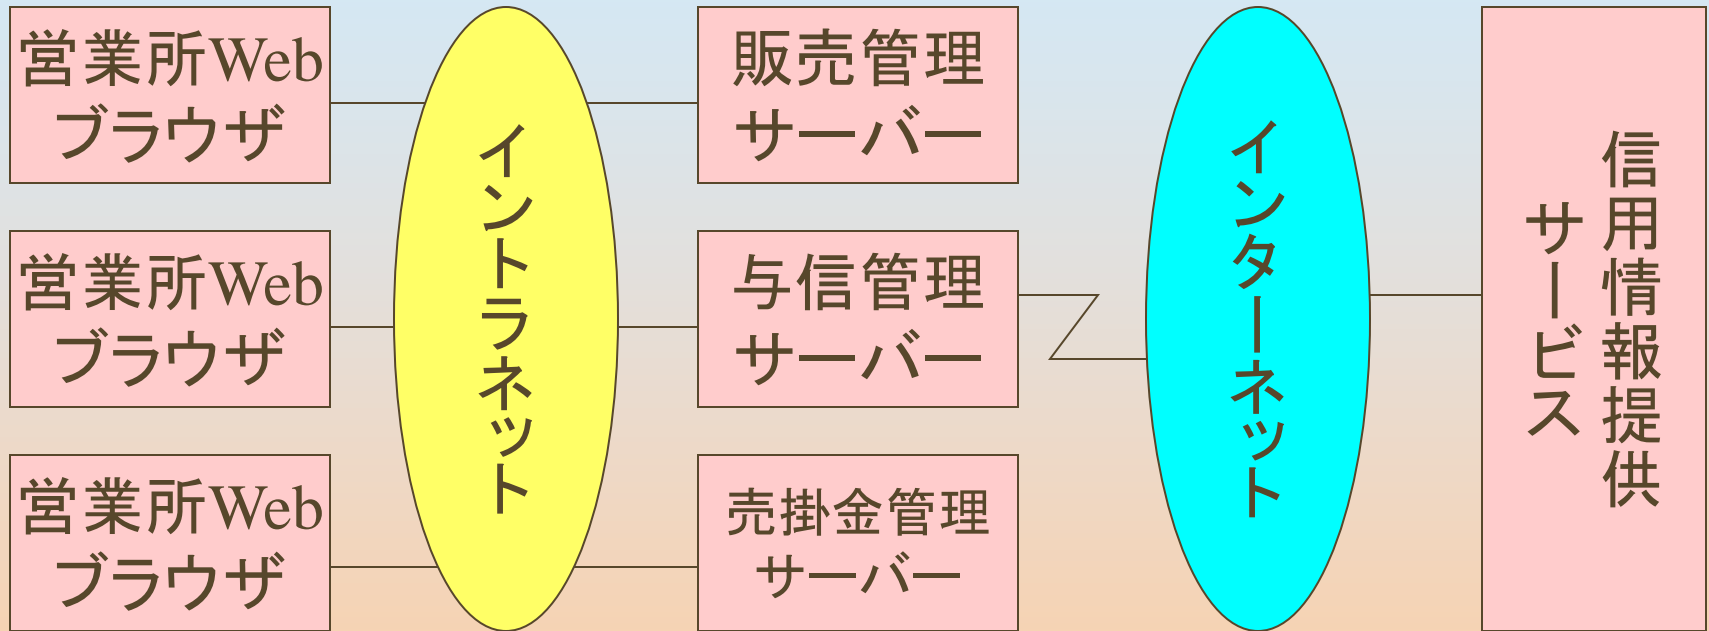 営業所Web
ブラウザ
営業所Web
ブラウザ
営業所Web
ブラウザ
イントラネット
販売管理
サーバー
与信管理
サーバー
売掛金管理
サーバー
インターネット
信用情報提供
サービス